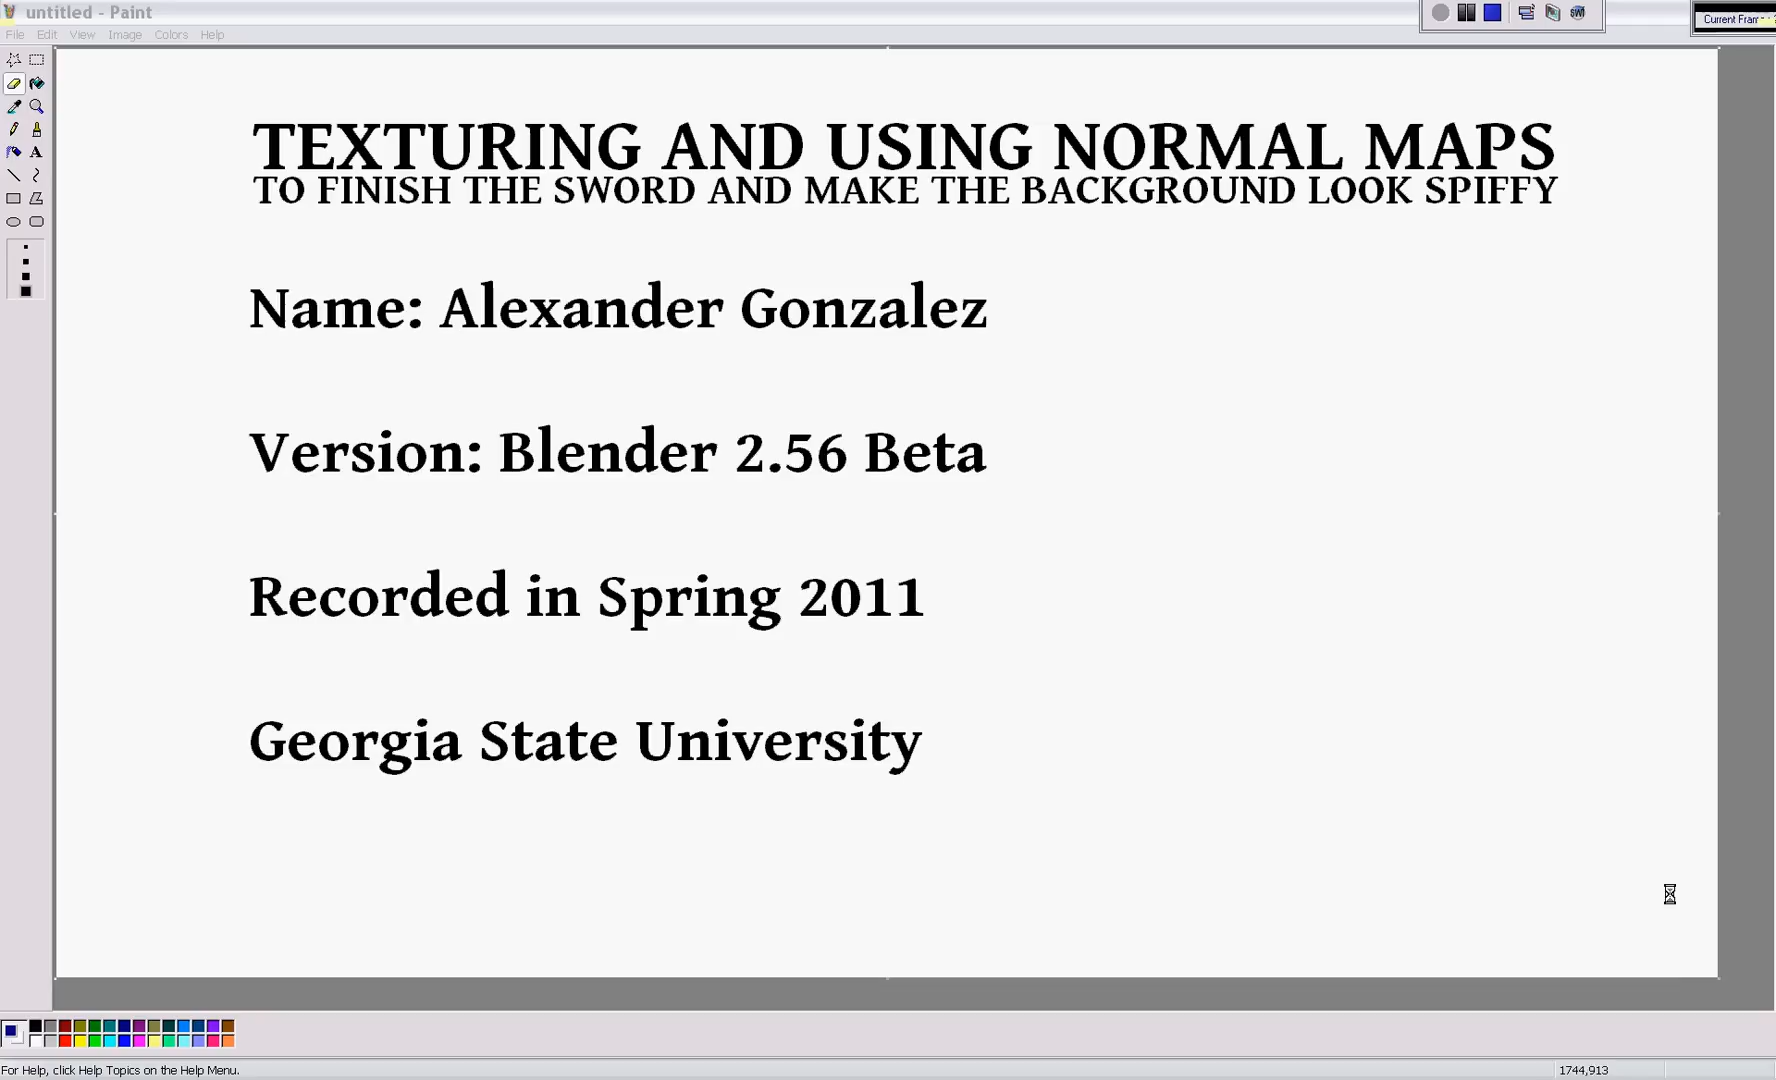 untitled - Paint
File Edit View Image Colors Help
TEXTURING AND USING NORMAL MAPS
TO FINISH THE SWORD AND MAKE THE BACKGROUND LOOK SPIFFY
Name: Alexander Gonzalez
Version: Blender 2.56 Beta
Recorded in Spring 2011
Georgia State University
For Help, click Help Topics on the Help Menu.
1744,913
Current